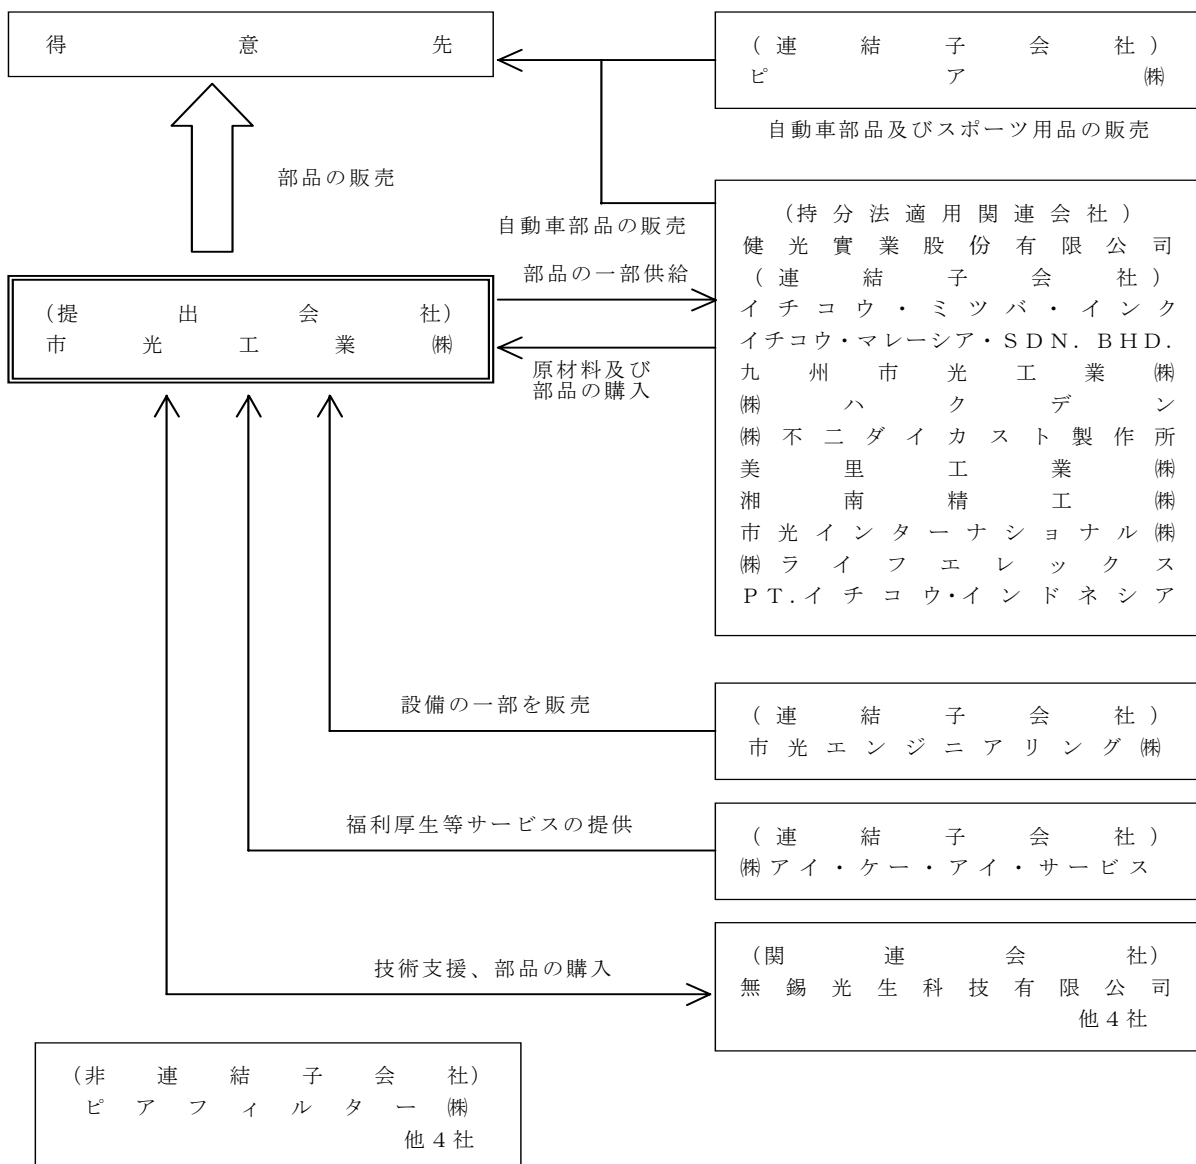 得意先
(連結子会社)
ピア㈱
自動車部品及びスポーツ用品の販売
部品の販売
自動車部品の販売
(持分法適用関連会社)
健光實業股份有限公司
(連結子会社)
イチコウ・ミツバ・インク
イチコウ・マレーシア・SDN. BHD.
九州市光工業㈱
㈱ハクデン
㈱不二ダイカスト製作所
美里工業㈱
湘南精工㈱
市光インターナショナル㈱
㈱ライフエレックス
PT.イチコウ・インドネシア
部品の一部供給
(提出会社)
市光工業㈱
原材料及び
部品の購入
設備の一部を販売
(連結子会社)
市光エンジニアリング㈱
福利厚生等サービスの提供
(連結子会社)
㈱アイ・ケー・アイ・サービス
技術支援、部品の購入
(関連会社)
無錫光生科技有限公司
他4社
(非連結子会社)
ピアフィルター㈱
他4社